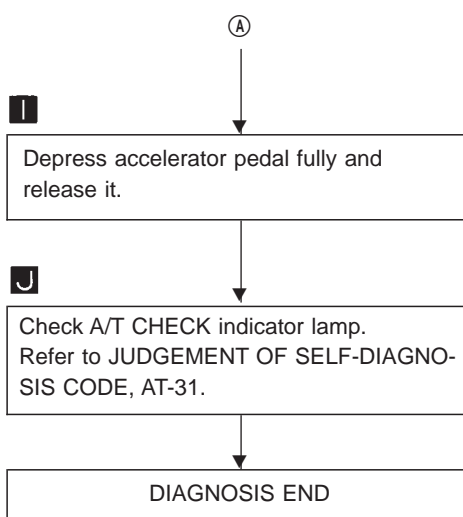 Ⓐ
I
Depress accelerator pedal fully and
release it.
J
Check A/T CHECK indicator lamp.
Refer to JUDGEMENT OF SELF-DIAGNO-
SIS CODE, AT-31.
DIAGNOSIS END